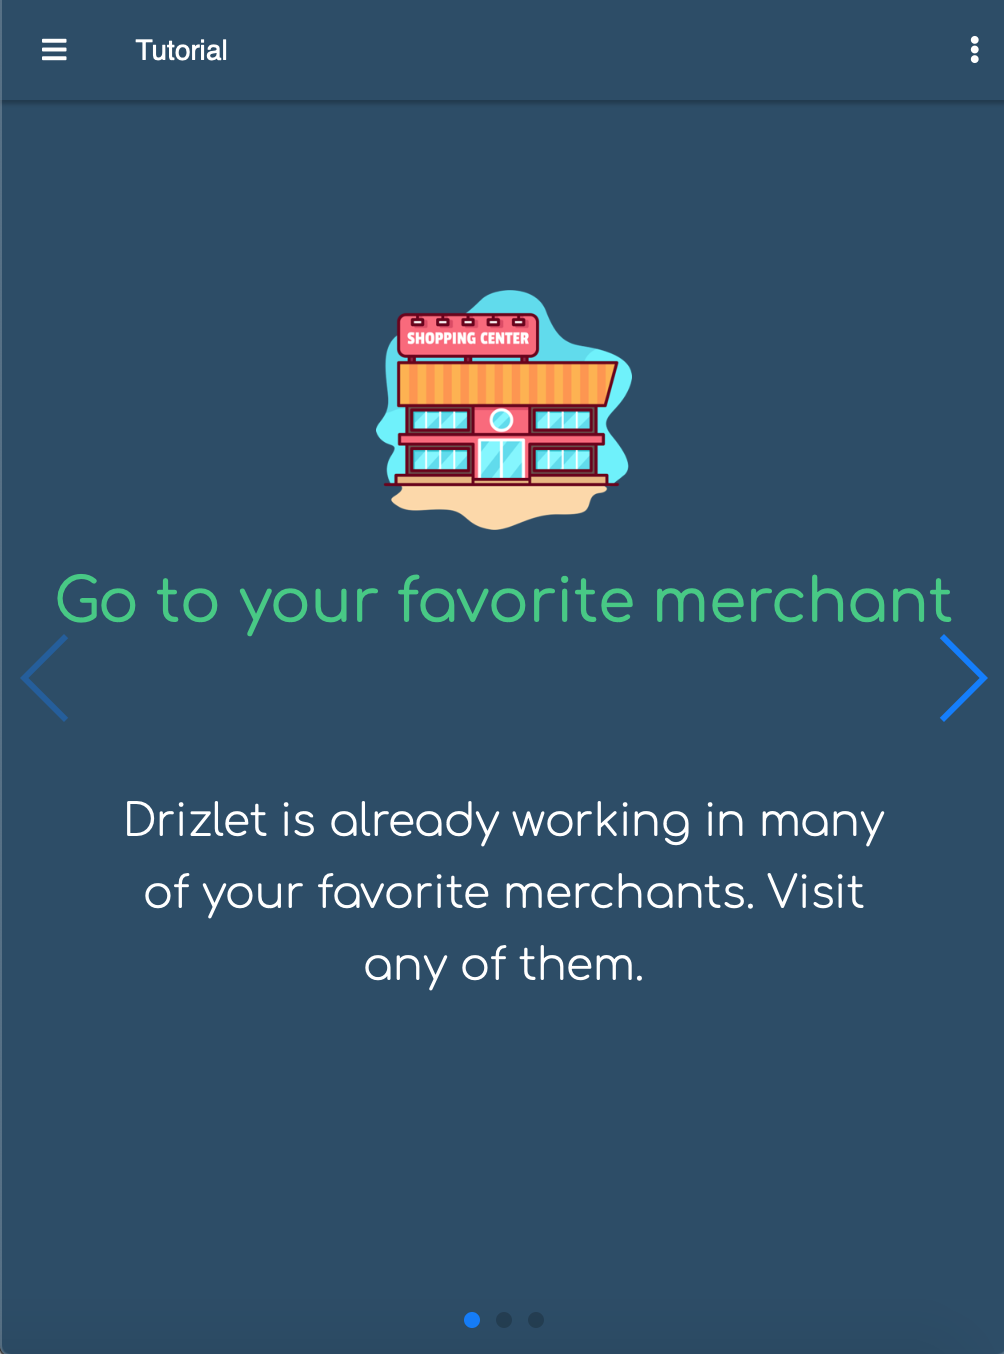 Tutorial
SHOPPING CENTER
Go to your favorite merchant
Drizlet is already working in many
of your favorite merchants. Visit
any of them.